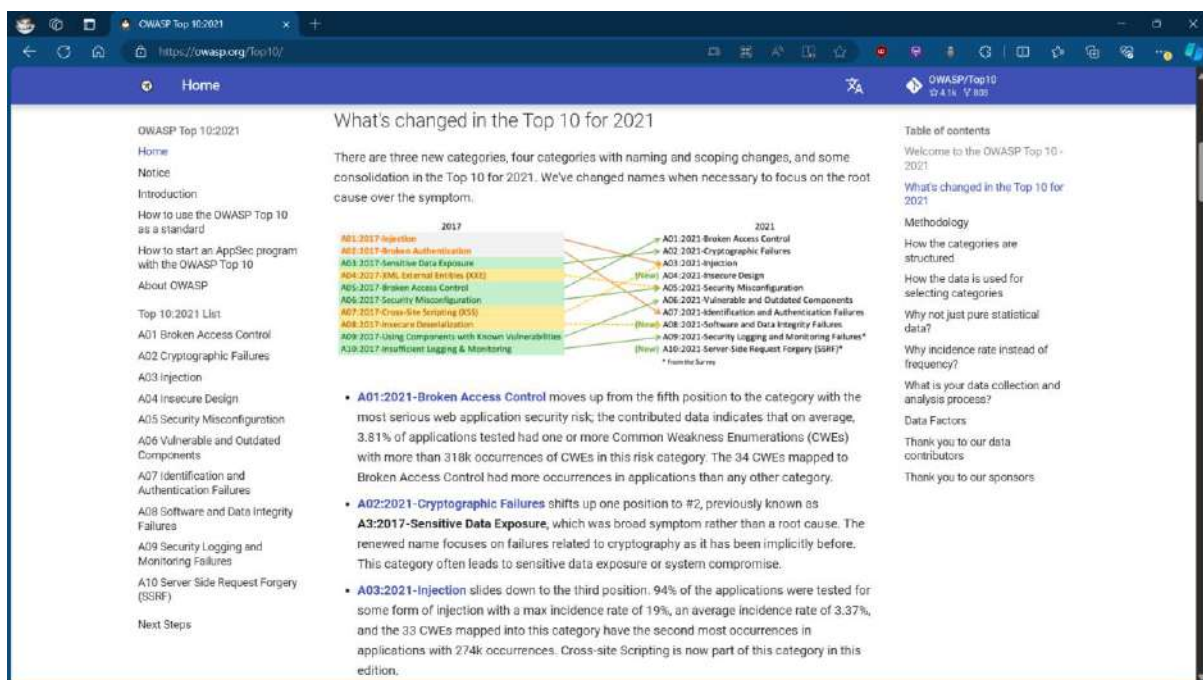 OWASP Top 10:2021
https://owasp.org/Top10/
Home
OWASP/Top10
4.1k 809
OWASP Top 10:2021
Home
Notice
Introduction
How to use the OWASP Top 10
as a standard
How to start an AppSec program
with the OWASP Top 10
About OWASP
Top 10:2021 List
A01 Broken Access Control
A02 Cryptographic Failures
A03 Injection
A04 Insecure Design
A05 Security Misconfiguration
A06 Vulnerable and Outdated
Components
A07 Identification and
Authentication Failures
A08 Software and Data Integrity
Failures
A09 Security Logging and
Monitoring Failures
A10 Server Side Request Forgery
(SSRF)
Next Steps
What's changed in the Top 10 for 2021
There are three new categories, four categories with naming and scoping changes, and some
consolidation in the Top 10 for 2021. We've changed names when necessary to focus on the root
cause over the symptom.
2017
A01:2017-Injection
A02:2017-Broken Authentication
A03:2017-Sensitive Data Exposure
A04:2017-XML External Entities (XXE)
A05:2017-Broken Access Control
A06:2017-Security Misconfiguration
A07:2017-Cross-Site Scripting (XSS)
A08:2017-Insecure Deserialization
A09:2017-Using Components with Known Vulnerabilities
A10:2017-Insufficient Logging & Monitoring
2021
A01:2021-Broken Access Control
A02:2021-Cryptographic Failures
A03:2021-Injection
(New) A04:2021-Insecure Design
A05:2021-Security Misconfiguration
A06:2021-Vulnerable and Outdated Components
A07:2021-Identification and Authentication Failures
(New) A08:2021-Software and Data Integrity Failures
A09:2021-Security Logging and Monitoring Failures*
(New) A10:2021-Server-Side Request Forgery (SSRF)*
* From the Survey
• A01:2021-Broken Access Control moves up from the fifth position to the category with the
most serious web application security risk; the contributed data indicates that on average,
3.81% of applications tested had one or more Common Weakness Enumerations (CWEs)
with more than 318k occurrences of CWEs in this risk category. The 34 CWEs mapped to
Broken Access Control had more occurrences in applications than any other category.
• A02:2021-Cryptographic Failures shifts up one position to #2, previously known as
A3:2017-Sensitive Data Exposure, which was broad symptom rather than a root cause. The
renewed name focuses on failures related to cryptography as it has been implicitly before.
This category often leads to sensitive data exposure or system compromise.
• A03:2021-Injection slides down to the third position. 94% of the applications were tested for
some form of injection with a max incidence rate of 19%, an average incidence rate of 3.37%,
and the 33 CWEs mapped into this category have the second most occurrences in
applications with 274k occurrences. Cross-site Scripting is now part of this category in this
edition.
Table of contents
Welcome to the OWASP Top 10 -
2021
What's changed in the Top 10 for
2021
Methodology
How the categories are
structured
How the data is used for
selecting categories
Why not just pure statistical
data?
Why incidence rate instead of
frequency?
What is your data collection and
analysis process?
Data Factors
Thank you to our data
contributors
Thank you to our sponsors